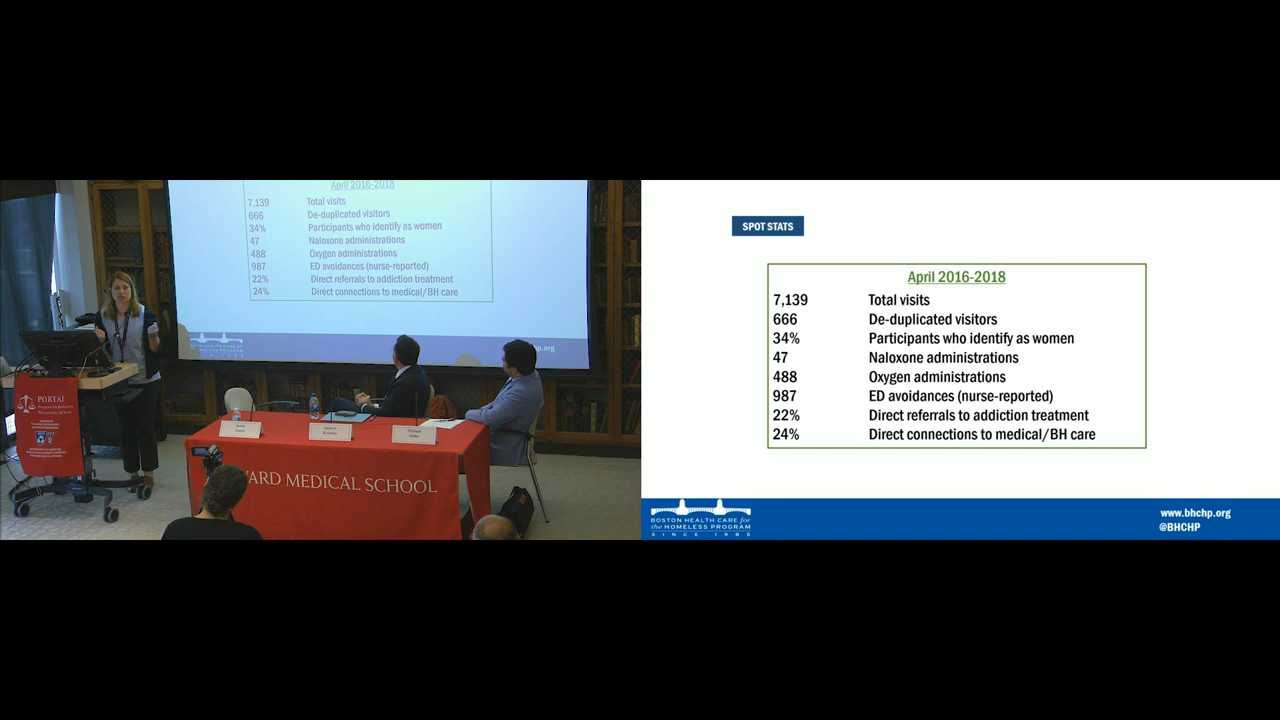 April 2016-2018
7,139 Total visits
666 De-duplicated visitors
34% Participants who identify as women
47 Naloxone administrations
488 Oxygen administrations
987 ED avoidances (nurse-reported)
22% Direct referrals to addiction treatment
24% Direct connections to medical/BH care
PORTAL
VARD MEDICAL SCHOOL
SPOT STATS
April 2016-2018
7,139 Total visits
666 De-duplicated visitors
34% Participants who identify as women
47 Naloxone administrations
488 Oxygen administrations
987 ED avoidances (nurse-reported)
22% Direct referrals to addiction treatment
24% Direct connections to medical/BH care
BOSTON HEALTH CARE for
the HOMELESS PROGRAM
SINCE 1985
www.bhchp.org
@BHCHP